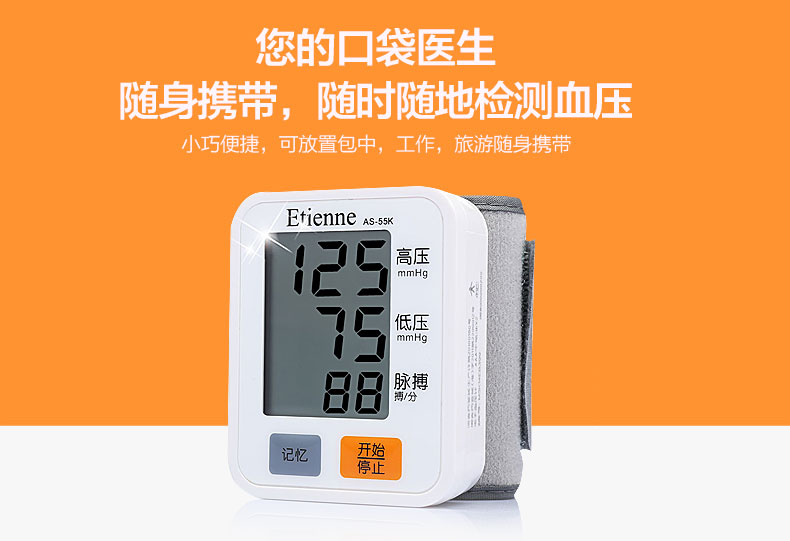 您的口袋医生
随身携带，随时随地检测血压
小巧便捷，可放置包中，工作，旅游随身携带
Etienne AS-55K
125 高压
mmHg
75 低压
mmHg
88 脉搏
搏/分
记忆
开始
停止